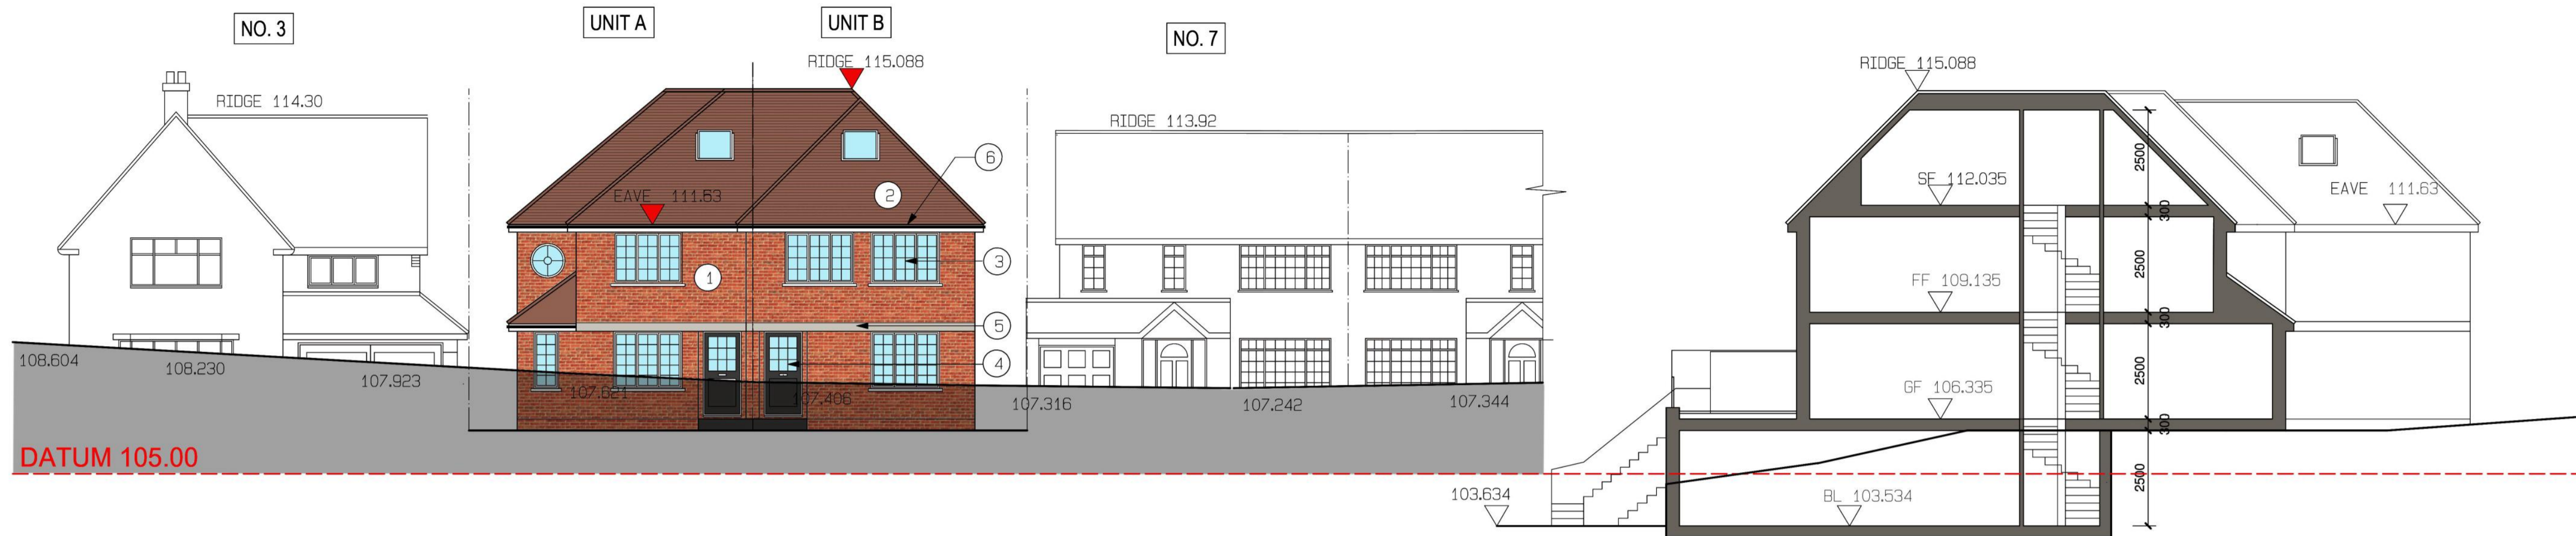 NO. 3
UNIT A
UNIT B
NO. 7
RIDGE 115.088
RIDGE 114.30
RIDGE 113.92
EAVE 111.63
1
2
3
4
5
6
108.604
108.230
107.923
107.621
107.406
107.316
107.242
107.344
DATUM 105.00
RIDGE 115.088
SF 112.035
EAVE 111.63
FF 109.135
GF 106.335
BL 103.534
103.634
2500
300
2500
300
2500
300
2500